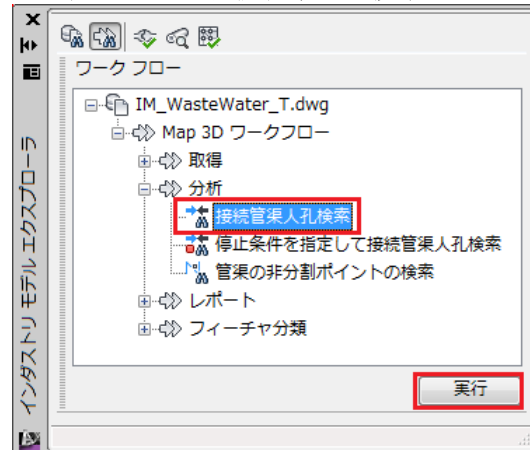 ワーク フロー
IM_WasteWater_T.dwg
Map 3D ワークフロー
取得
分析
接続管渠人孔検索
停止条件を指定して接続管渠人孔検索
管渠の非分割ポイントの検索
レポート
フィーチャ分類
実行
インダストリ モデル エクスプローラ